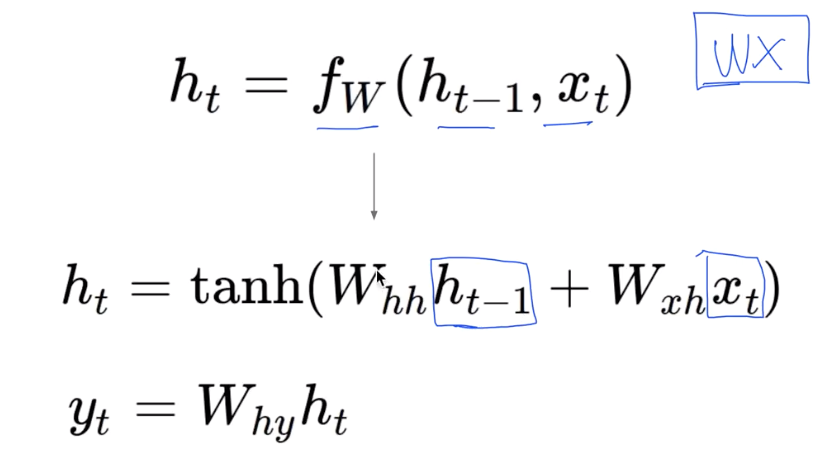 h_t = f_W(h_{t-1}, x_t)
WX
h_t = tanh(W_{hh}h_{t-1} + W_{xh}x_t)
y_t = W_{hy}h_t